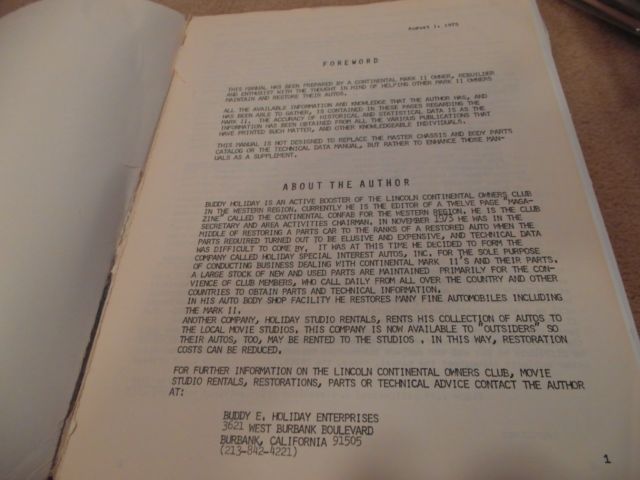 August 1, 1975
FOREWORD
THIS MANUAL HAS BEEN PREPARED BY A CONTINENTAL MARK II OWNER, REBUILDER
AND ENTHUSIST WITH THE THOUGHT IN MIND OF HELPING OTHER MARK II OWNERS
MAINTAIN AND RESTORE THEIR AUTOS.
ALL THE AVAILABLE INFORMATION AND KNOWLEDGE THAT THE AUTHOR HAS, AND
HAS BEEN ABLE TO GATHER, IS CONTAINED IN THESE PAGES REGARDING THE
MARK II. THE ACCURACY OF HISTORICAL AND STATISTICAL DATA IS AS THE
INFORMATION HAS BEEN OBTAINED FROM ALL THE VARIOUS PUBLICATIONS THAT
HAVE PRINTED SUCH MATTER, AND OTHER KNOWLEDGEABLE INDIVIDUALS.
THIS MANUAL IS NOT DESIGNED TO REPLACE THE MASTER CHASSIS AND BODY PARTS
CATALOG OR THE TECHNICAL DATA MANUAL, BUT RATHER TO ENHANCE THOSE MAN-
UALS AS A SUPPLEMENT.
ABOUT THE AUTHOR
BUDDY HOLIDAY IS AN ACTIVE BOOSTER OF THE LINCOLN CONTINENTAL OWNERS CLUB
IN THE WESTERN REGION. CURRENTLY HE IS THE EDITOR OF A TWELVE PAGE "MAGA-
ZINE" CALLED THE CONTINENTAL CONFAB FOR THE WESTERN REGION. HE IS THE CLUB
SECRETARY AND AREA ACTIVITIES CHAIRMAN. IN NOVEMBER 1973 HE WAS IN THE
MIDDLE OF RESTORING A PARTS CAR TO THE RANKS OF A RESTORED AUTO WHEN THE
PARTS REQUIRED TURNED OUT TO BE ELUSIVE AND EXPENSIVE, AND TECHNICAL DATA
WAS DIFFICULT TO COME BY. IT WAS AT THIS TIME HE DECIDED TO FORM THE
COMPANY CALLED HOLIDAY SPECIAL INTEREST AUTOS, INC. FOR THE SOLE PURPOSE
OF CONDUCTING BUSINESS DEALING WITH CONTINENTAL MARK II'S AND THEIR PARTS.
A LARGE STOCK OF NEW AND USED PARTS ARE MAINTAINED PRIMARILY FOR THE CON-
VIENCE OF CLUB MEMBERS, WHO CALL DAILY FROM ALL OVER THE COUNTRY AND OTHER
COUNTRIES TO OBTAIN PARTS AND TECHNICAL INFORMATION.
IN HIS AUTO BODY SHOP FACILITY HE RESTORES MANY FINE AUTOMOBILES INCLUDING
THE MARK II.
ANOTHER COMPANY, HOLIDAY STUDIO RENTALS, RENTS HIS COLLECTION OF AUTOS TO
THE LOCAL MOVIE STUDIOS. THIS COMPANY IS NOW AVAILABLE TO "OUTSIDERS" SO
THEIR AUTOS, TOO, MAY BE RENTED TO THE STUDIOS . IN THIS WAY, RESTORATION
COSTS CAN BE REDUCED.
FOR FURTHER INFORMATION ON THE LINCOLN CONTINENTAL OWNERS CLUB, MOVIE
STUDIO RENTALS, RESTORATIONS, PARTS OR TECHNICAL ADVICE CONTACT THE AUTHOR
AT:
BUDDY E. HOLIDAY ENTERPRISES
3621 WEST BURBANK BOULEVARD
BURBANK, CALIFORNIA 91505
(213-842-4221)
1